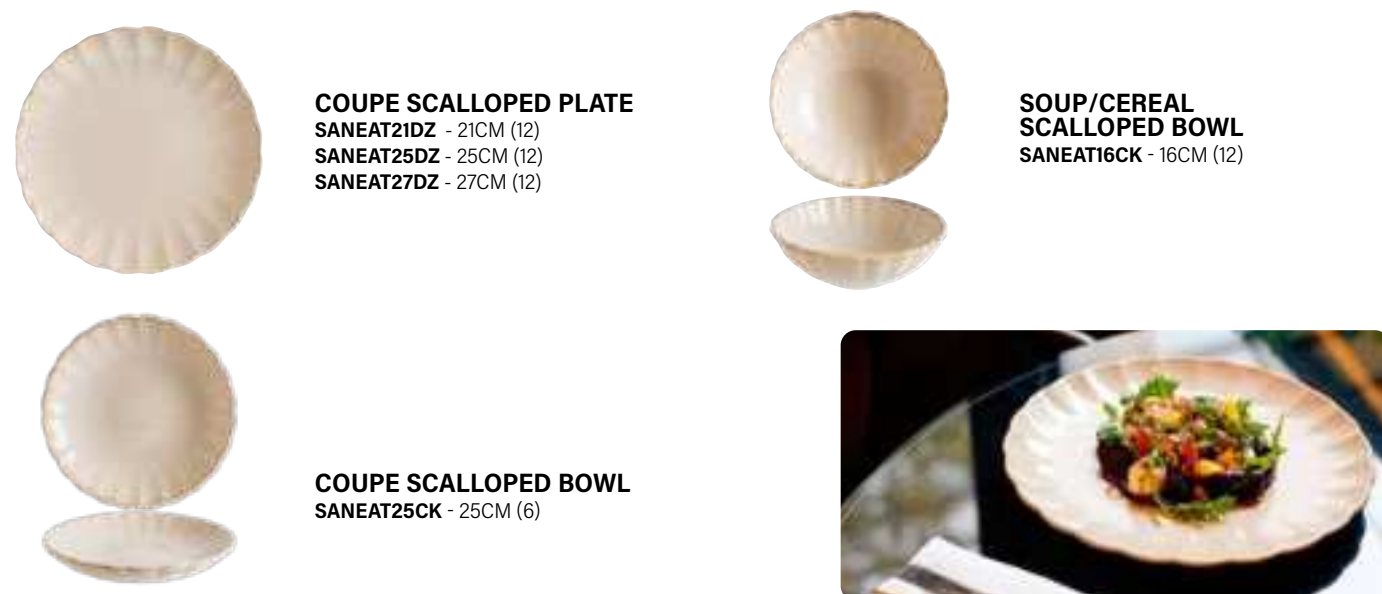 COUPE SCALLOPED PLATE
SANEAT21DZ - 21CM (12)
SANEAT25DZ - 25CM (12)
SANEAT27DZ - 27CM (12)
SOUP/CEREAL
SCALLOPED BOWL
SANEAT16CK - 16CM (12)
COUPE SCALLOPED BOWL
SANEAT25CK - 25CM (6)